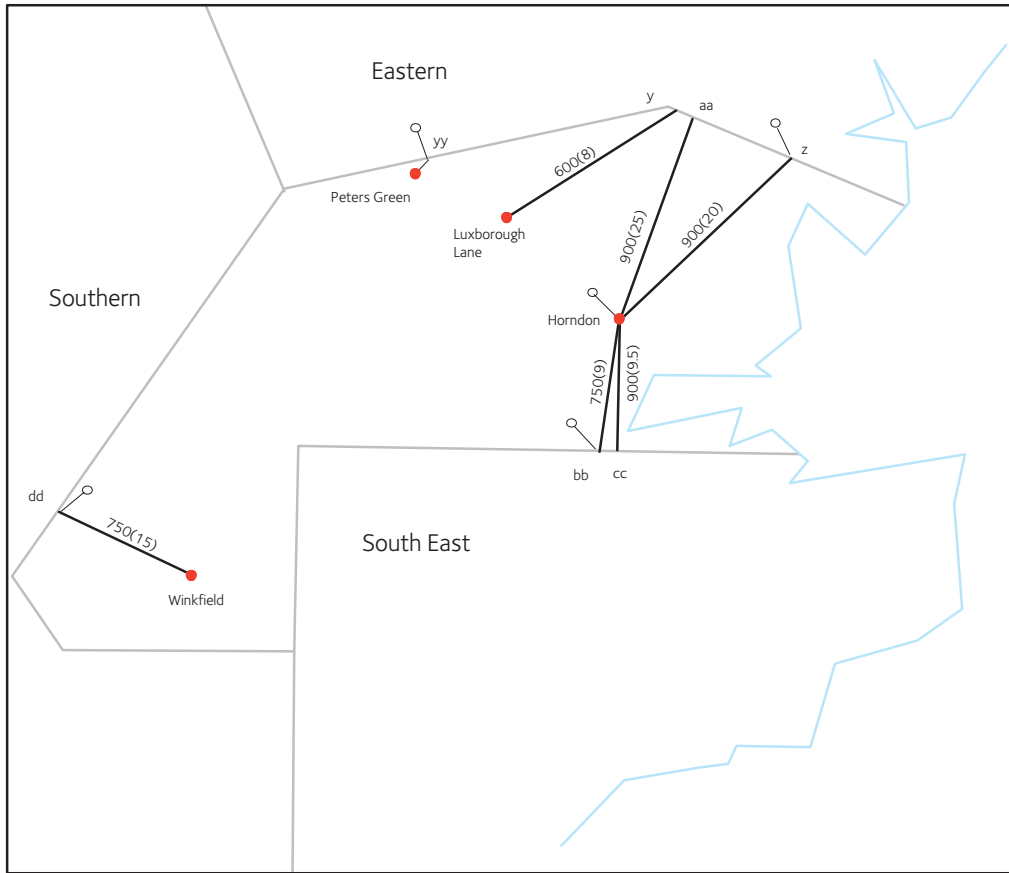 Eastern
y
aa
yy
z
600(8)
Peters Green
Luxborough
Lane
900(25)
900(20)
Southern
Horndon
750(9)
900(9.5)
bb
cc
dd
750(15)
South East
Winkfield